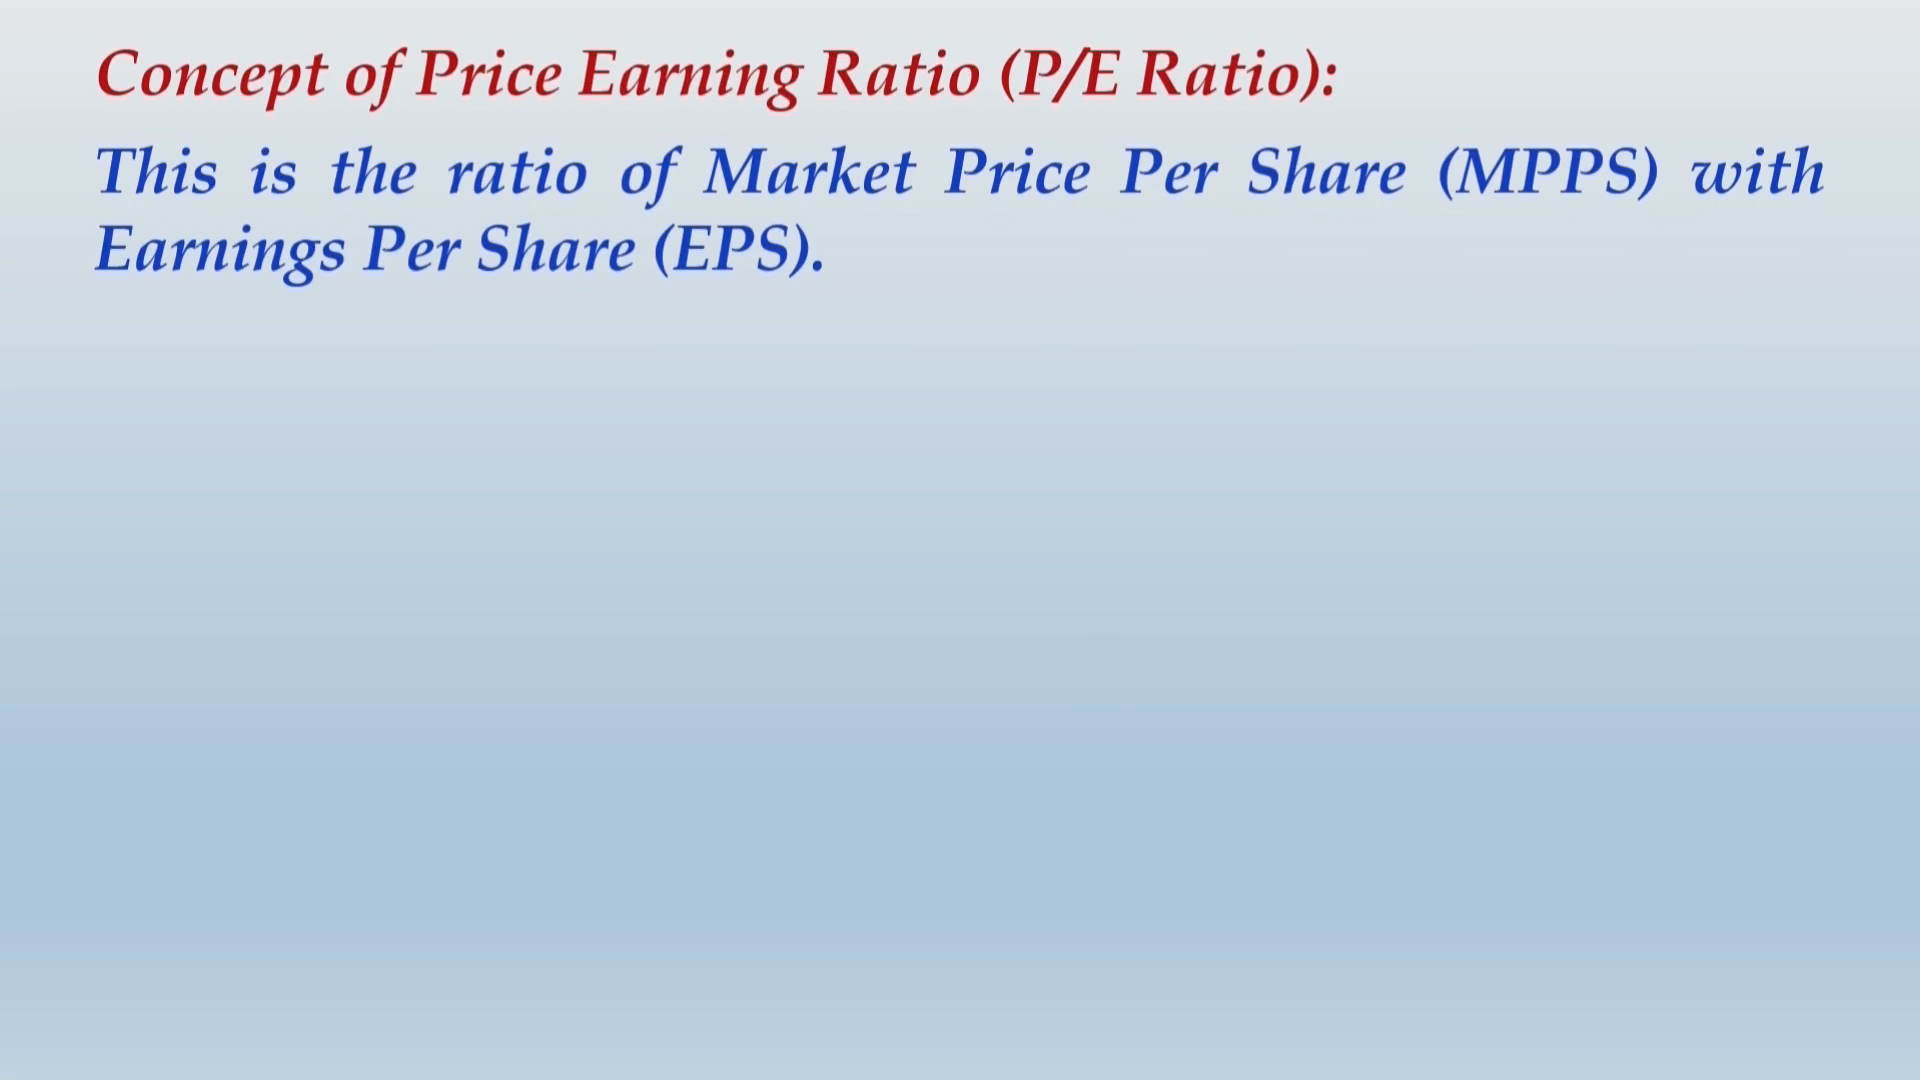 Concept of Price Earning Ratio (P/E Ratio):
This is the ratio of Market Price Per Share (MPPS) with
Earnings Per Share (EPS).